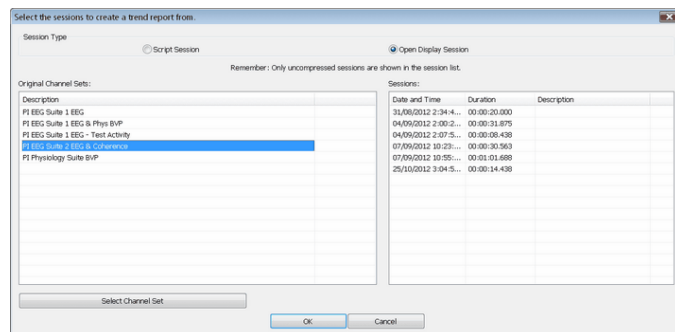 Select the sessions to create a trend report from.
Session Type
Script Session
Open Display Session
Remember: Only uncompressed sessions are shown in the session list.
Original Channel Sets:
Sessions:
Description
Date and Time Duration Description
PI EEG Suite 1 EEG
PI EEG Suite 1 EEG & Phys BVP
PI EEG Suite 1 EEG - Test Activity
PI EEG Suite 2 EEG & Coherence
PI Physiology Suite BVP
31/08/2012 2:34:4... 00:00:20.000
04/09/2012 2:00:2... 00:00:31.875
04/09/2012 2:07:5... 00:00:08.438
07/09/2012 10:23:... 00:00:30.563
07/09/2012 10:55:... 00:01:01.688
25/10/2012 3:04:5... 00:00:14.438
Select Channel Set
OK
Cancel